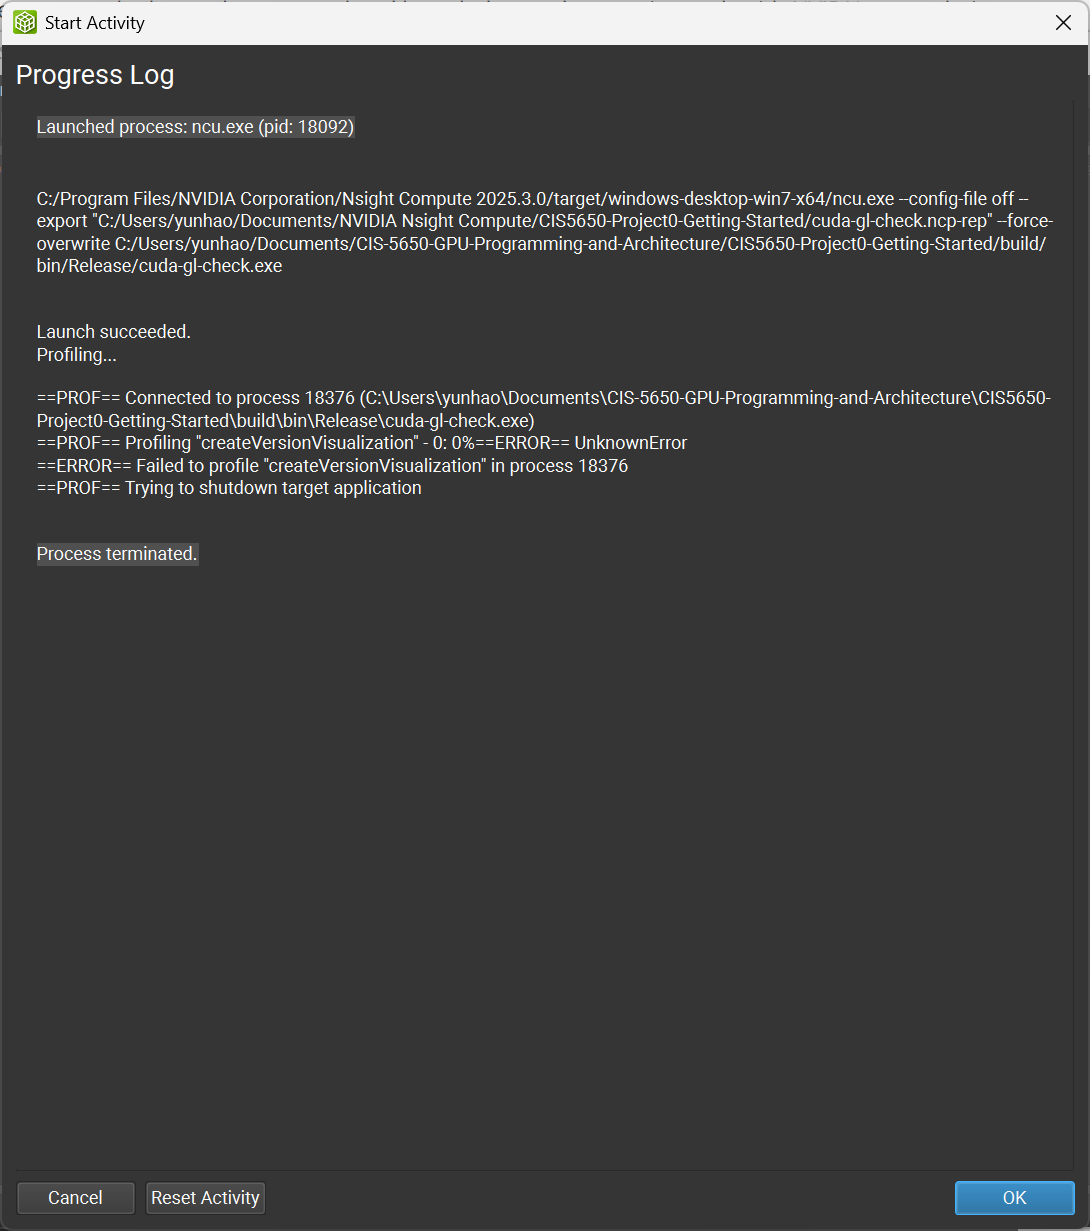 Start Activity
Progress Log
Launched process: ncu.exe (pid: 18092)
C:/Program Files/NVIDIA Corporation/Nsight Compute 2025.3.0/target/windows-desktop-win7-x64/ncu.exe --config-file off --
export "C:/Users/yunhao/Documents/NVIDIA Nsight Compute/CIS5650-Project0-Getting-Started/cuda-gl-check.ncp-rep" --force-
overwrite C:/Users/yunhao/Documents/CIS-5650-GPU-Programming-and-Architecture/CIS5650-Project0-Getting-Started/build/
bin/Release/cuda-gl-check.exe
Launch succeeded.
Profiling...
==PROF== Connected to process 18376 (C:\Users\yunhao\Documents\CIS-5650-GPU-Programming-and-Architecture\CIS5650-
Project0-Getting-Started\build\bin\Release\cuda-gl-check.exe)
==PROF== Profiling "createVersionVisualization" - 0: 0%==ERROR== UnknownError
==ERROR== Failed to profile "createVersionVisualization" in process 18376
==PROF== Trying to shutdown target application
Process terminated.
Cancel
Reset Activity
OK